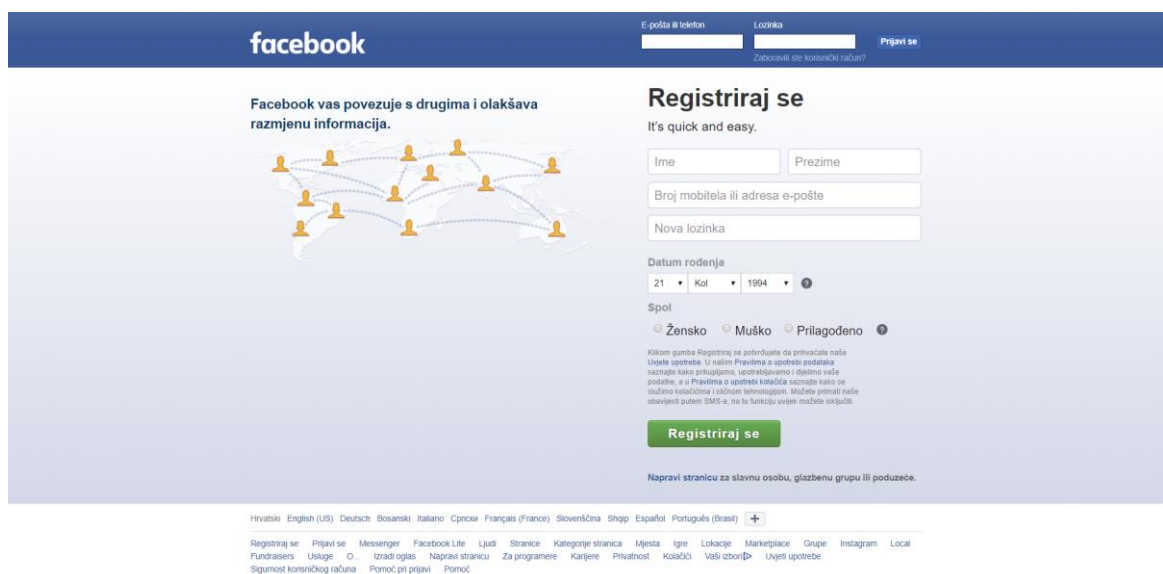 facebook
E-pošta ili telefon
Lozinka
Prijavi se
Zaboravili ste korisnički račun?
Facebook vas povezuje s drugima i olakšava
razmjenu informacija.
Registriraj se
It's quick and easy.
Ime
Prezime
Broj mobitela ili adresa e-pošte
Nova lozinka
Datum rođenja
21 Kol 1994 ?
Spol
Žensko Muško Prilagođeno ?
Klikom gumba Registriraj se potvrđujete da prihvaćate naše
Uvjete upotrebe. U našim Pravilima o upotrebi podataka
saznajte kako prikupljamo, upotrebljavamo i dijelimo vaše
podatke, a u Pravilima o upotrebi kolačića saznajte kako se
služimo kolačićima i sličnom tehnologijom. Možete primati naše
obavijesti putem SMS-a, no tu funkciju uvijek možete isključiti.
Registriraj se
Napravi stranicu za slavnu osobu, glazbenu grupu ili poduzeće.
Hrvatski English (US) Deutsch Bosanski Italiano Српски Français (France) Slovenščina Shqip Español Português (Brasil) +
Registriraj se Prijavi se Messenger Facebook Lite Ljudi Stranice Kategorije stranica Mjesta Igre Lokacije Marketplace Grupe Instagram Local
Fundraisers Usluge O... Izradi oglas Napravi stranicu Za programere Karijere Privatnost Kolačići Vaši izbori Uvjeti upotrebe
Sigurnost korisničkog računa Pomoć pri prijavi Pomoć